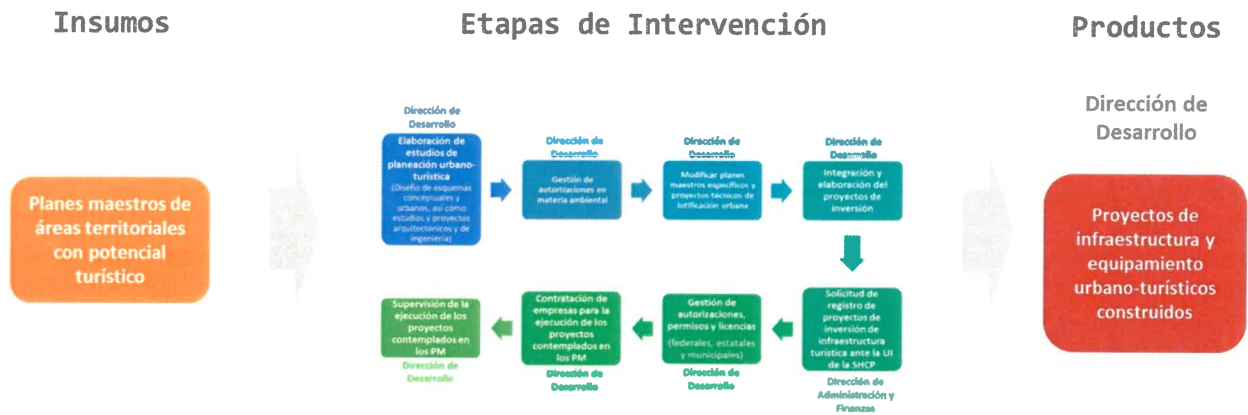 Insumos
Etapas de Intervención
Productos
Planes maestros de
áreas territoriales
con potencial
turístico
Dirección de
Desarrollo
Elaboración de
estudios de
planeación urbano-
turística
(Diseño de esquemas
conceptuales y
urbanos, así como
estudios y proyectos
arquitectónicos y de
ingeniería)
Dirección de
Desarrollo
Gestión de
autorizaciones en
materia ambiental
Dirección de
Desarrollo
Modificar planes
maestros específicos y
proyectos técnicos de
lotificación urbana
Dirección de
Desarrollo
Integración y
elaboración del
proyectos de
inversión
Solicitud de
registro de
proyectos de
inversión de
infraestructura
turística ante la UI
de la SHCP
Dirección de
Administración y
Finanzas
Gestión de
autorizaciones,
permisos y licencias
(federales, estatales
y municipales)
Dirección de
Desarrollo
Contratación de
empresas para la
ejecución de los
proyectos
contemplados en
los PM
Dirección de
Desarrollo
Supervisión de la
ejecución de los
proyectos
contemplados en
los PM
Dirección de
Desarrollo
Dirección de
Desarrollo
Proyectos de
infraestructura y
equipamiento
urbano-turísticos
construidos